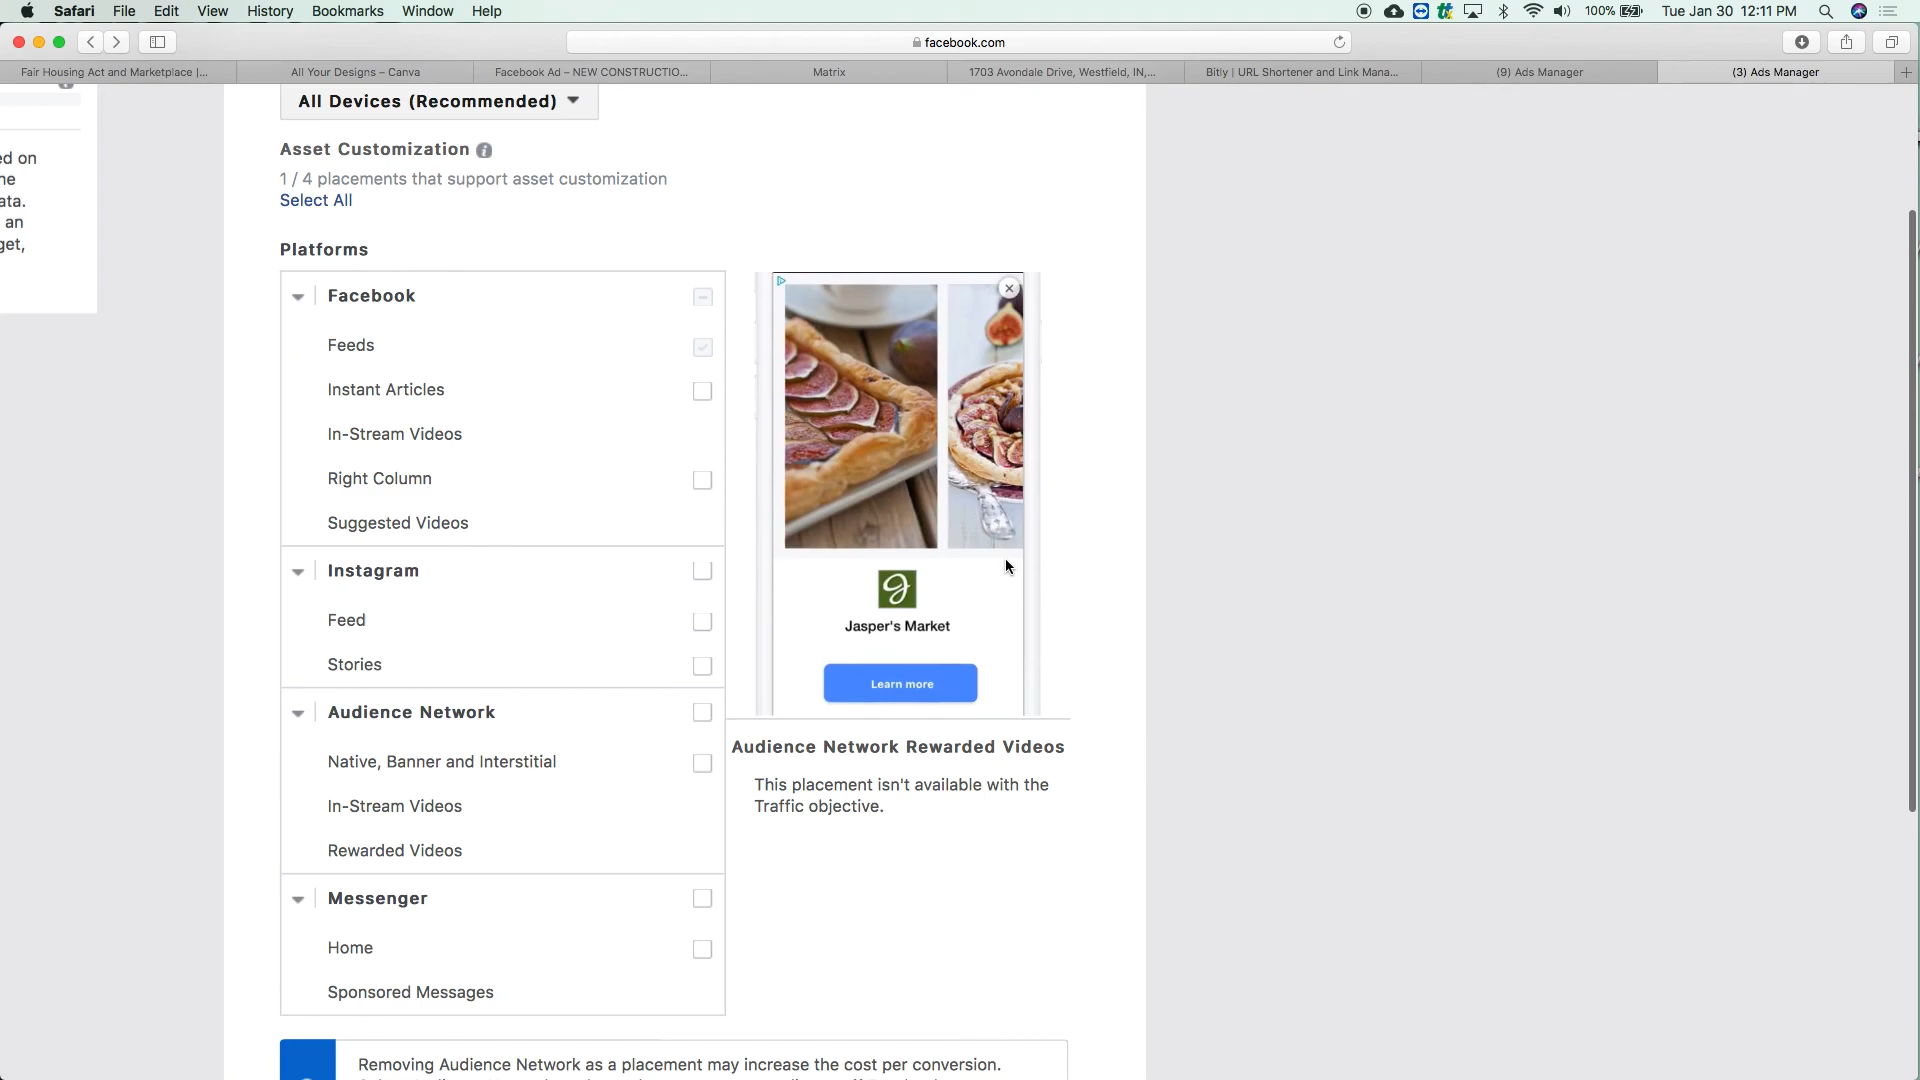 Safari File Edit View History Bookmarks Window Help 100% Tue Jan 30 12:11 PM
facebook.com
Fair Housing Act and Marketplace |... All Your Designs – Canva Facebook Ad – NEW CONSTRUCTIO... Matrix 1703 Avondale Drive, Westfield, IN,... Bitly | URL Shortener and Link Mana... (9) Ads Manager (3) Ads Manager
All Devices (Recommended)
Asset Customization
1 / 4 placements that support asset customization
Select All
ed on
ne
ata.
an
get,
Platforms
Facebook
Feeds
Instant Articles
In-Stream Videos
Right Column
Suggested Videos
Instagram
Feed
Stories
Audience Network
Native, Banner and Interstitial
In-Stream Videos
Rewarded Videos
Messenger
Home
Sponsored Messages
Jasper's Market
Learn more
Audience Network Rewarded Videos
This placement isn't available with the
Traffic objective.
Removing Audience Network as a placement may increase the cost per conversion.